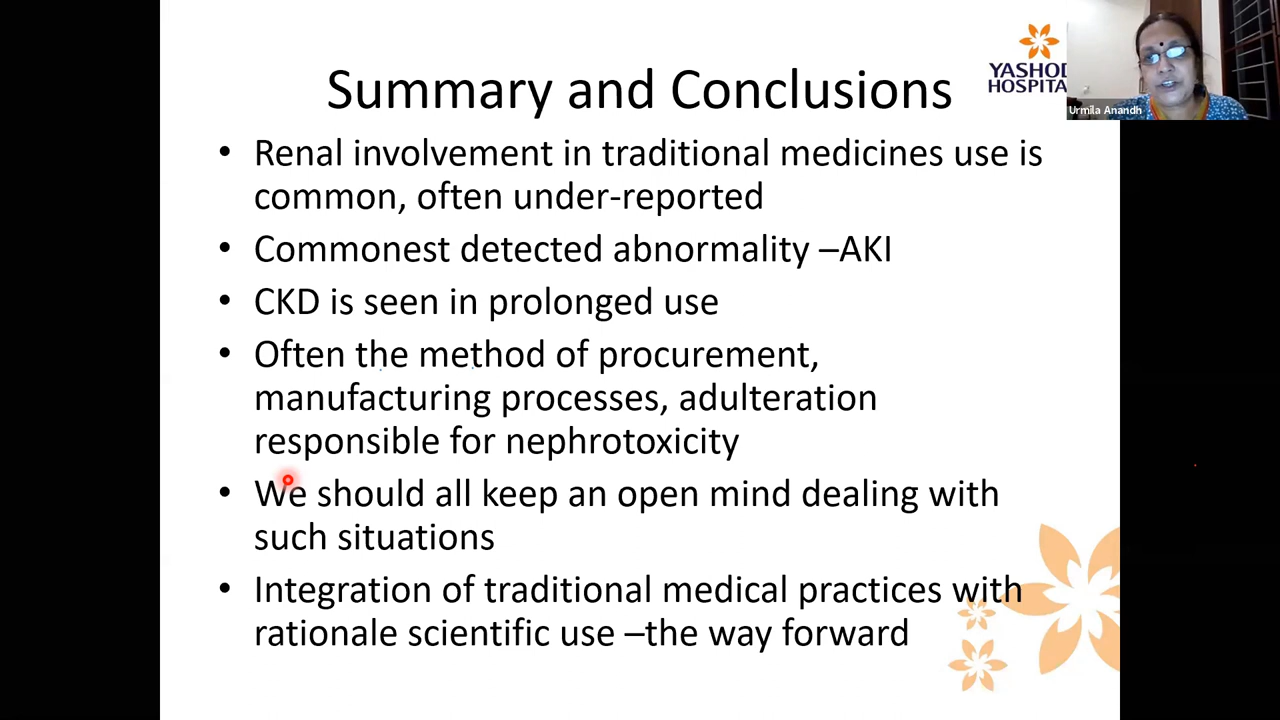 Summary and Conclusions
YASHOD
HOSPITA
Urmila Anandh
• Renal involvement in traditional medicines use is
common, often under-reported
• Commonest detected abnormality –AKI
• CKD is seen in prolonged use
• Often the method of procurement,
manufacturing processes, adulteration
responsible for nephrotoxicity
• We should all keep an open mind dealing with
such situations
• Integration of traditional medical practices with
rationale scientific use –the way forward